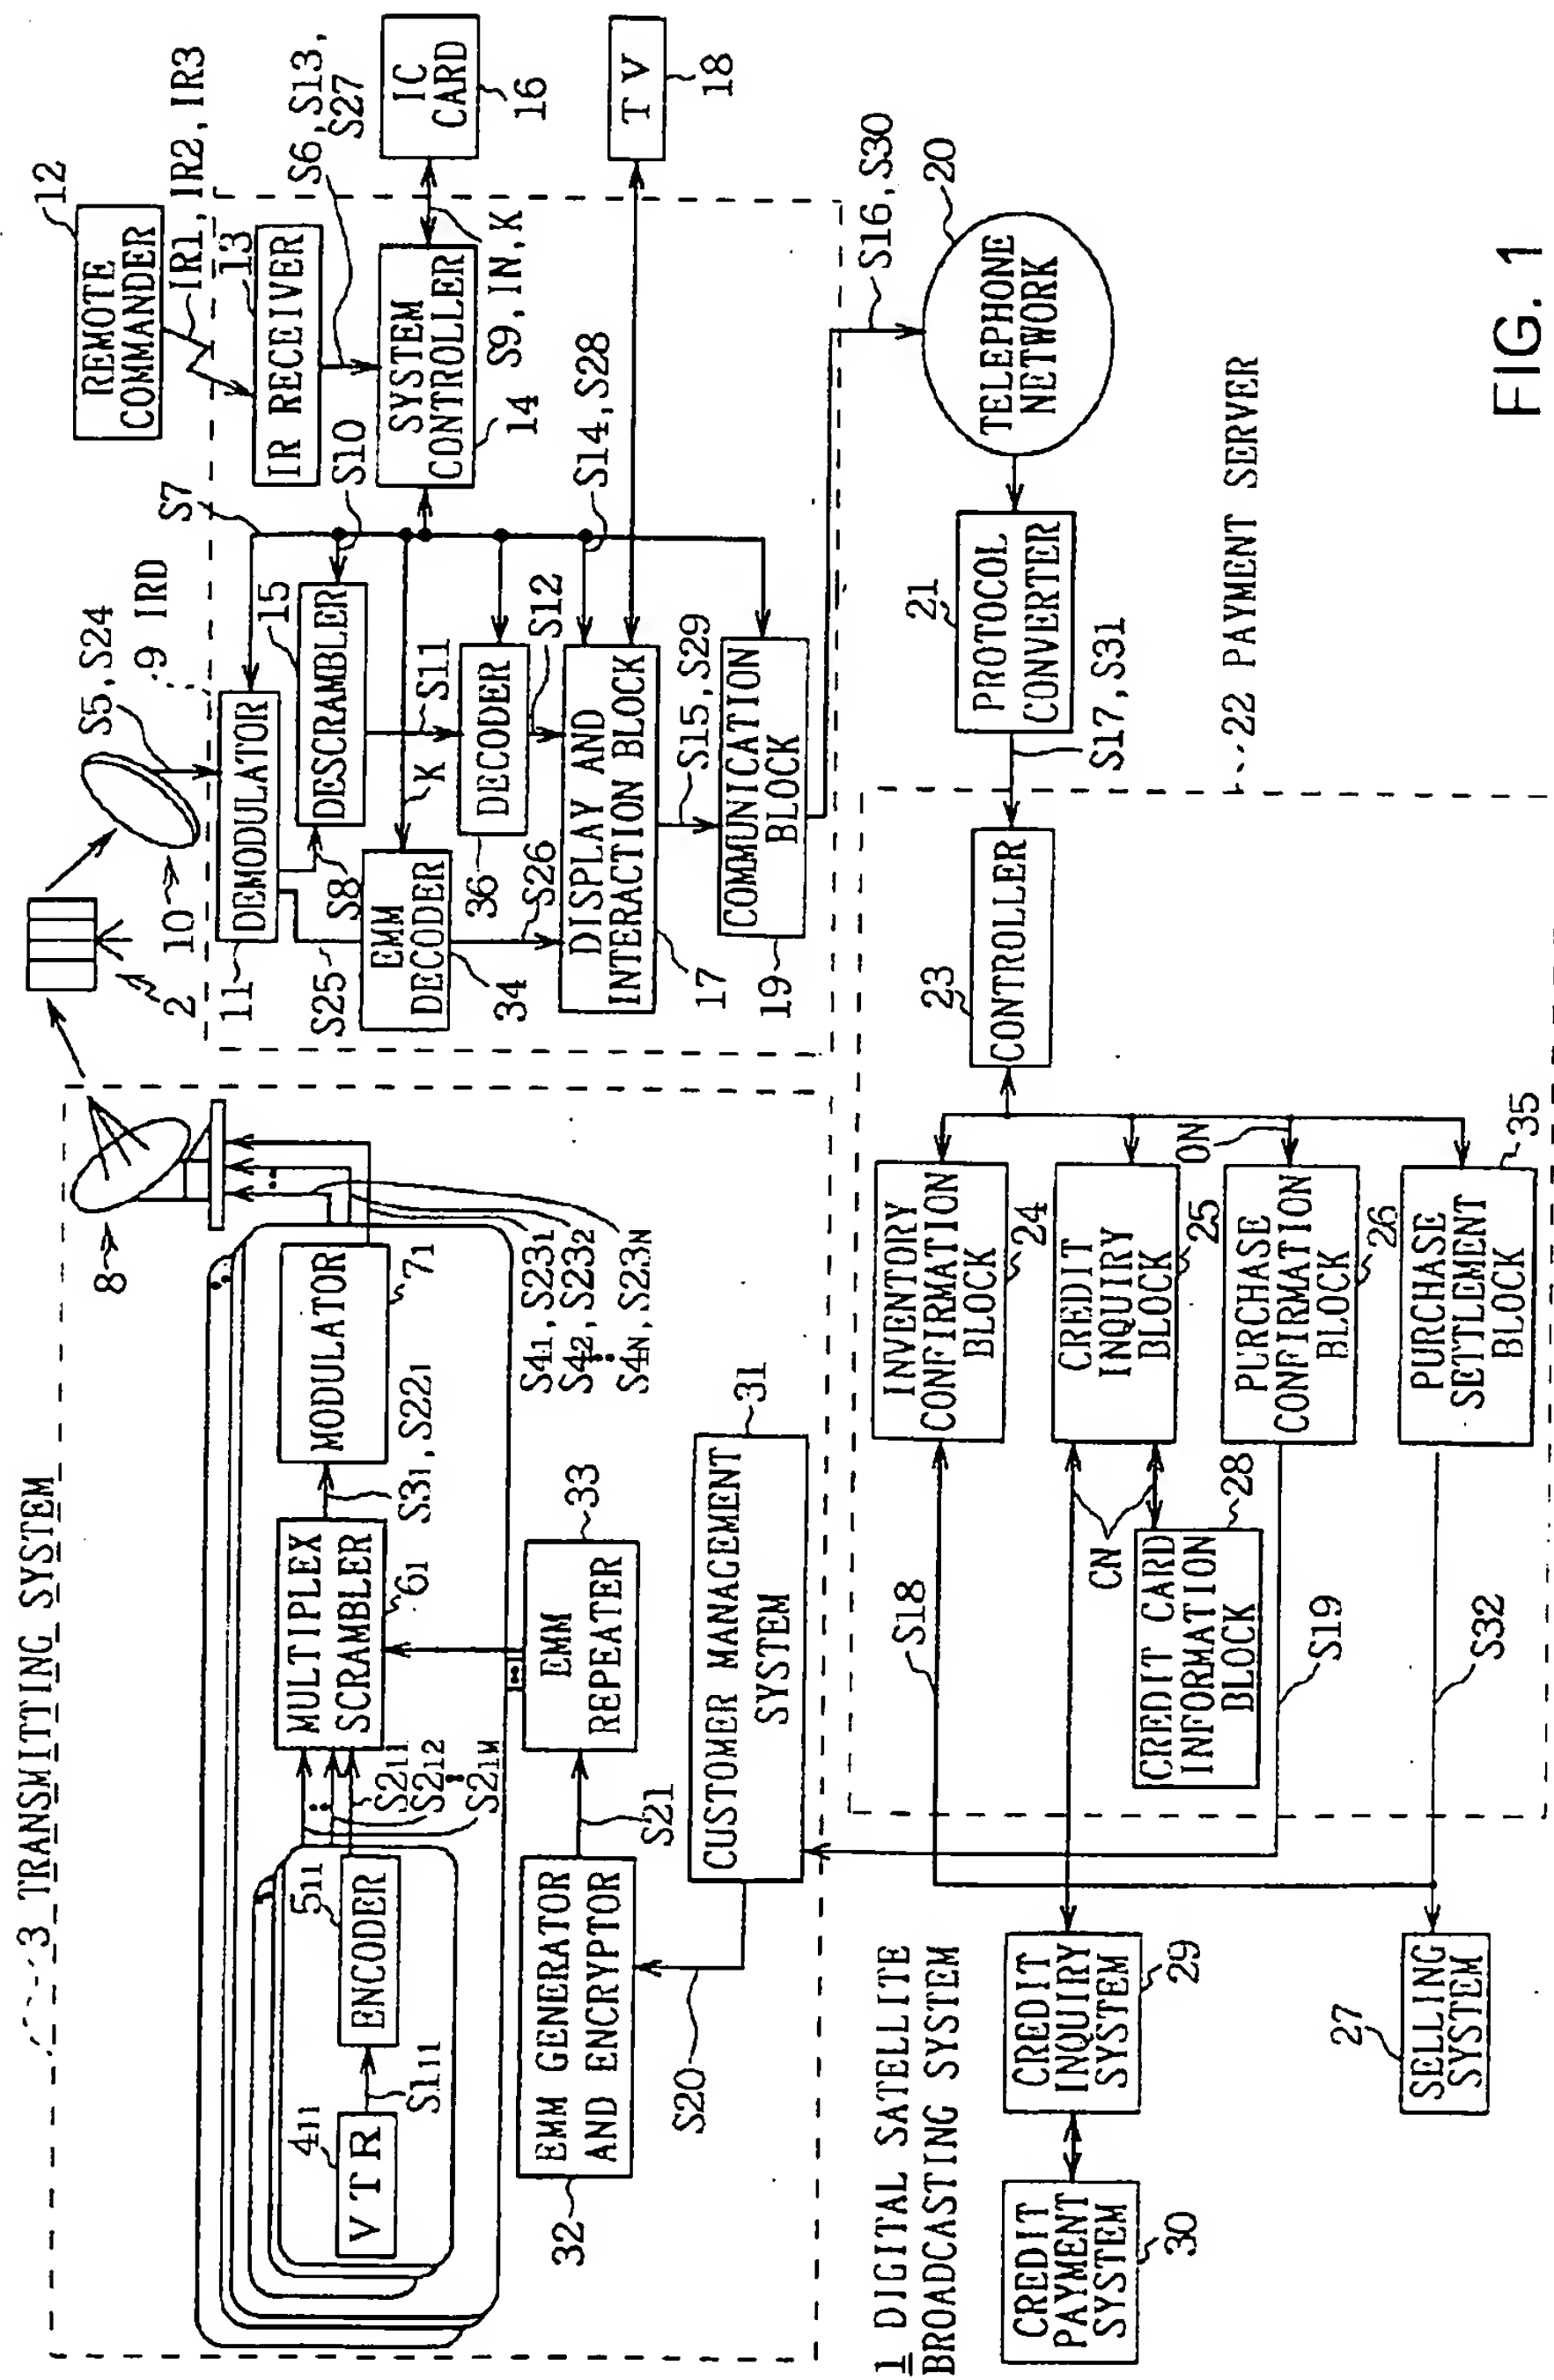 3 TRANSMITTING SYSTEM
8
4₁₁
VTR
S1₁₁
5₁₁
ENCODER
S2₁₁
S2₁₂
S2₁M
MULTIPLEX
SCRAMBLER
6₁
S3₁, S22₁
MODULATOR
7₁
S4₁, S23₁
S4₂, S23₂
S4N, S23N
32
EMM GENERATOR
AND ENCRYPTOR
S21
EMM
REPEATER
33
S20
CUSTOMER MANAGEMENT
SYSTEM
31
2
10
S5, S24
9 IRD
11
DEMODULATOR
S7
12
REMOTE
COMMANDER
IR1, IR2, IR3
13
IR RECEIVER
S6, S13,
S27
S25
S8
15
DESCRAMBLER
S10
SYSTEM
CONTROLLER
14
S9, IN, K
IC
CARD
16
EMM
DECODER
34
K
S11
36
DECODER
S12
S26
S14, S28
DISPLAY AND
INTERACTION BLOCK
17
TV
18
S15, S29
COMMUNICATION
BLOCK
19
S16, S30
20
TELEPHONE
NETWORK
21
PROTOCOL
CONVERTER
S17, S31
22 PAYMENT SERVER
23
CONTROLLER
INVENTORY
CONFIRMATION
BLOCK
24
CREDIT
INQUIRY
BLOCK
25
ON
PURCHASE
CONFIRMATION
BLOCK
26
PURCHASE
SETTLEMENT
BLOCK
35
S18
CN
CREDIT CARD
INFORMATION
BLOCK
28
S19
S32
1 DIGITAL SATELLITE
BROADCASTING SYSTEM
CREDIT
PAYMENT
SYSTEM
30
CREDIT
INQUIRY
SYSTEM
29
27
SELLING
SYSTEM
FIG. 1